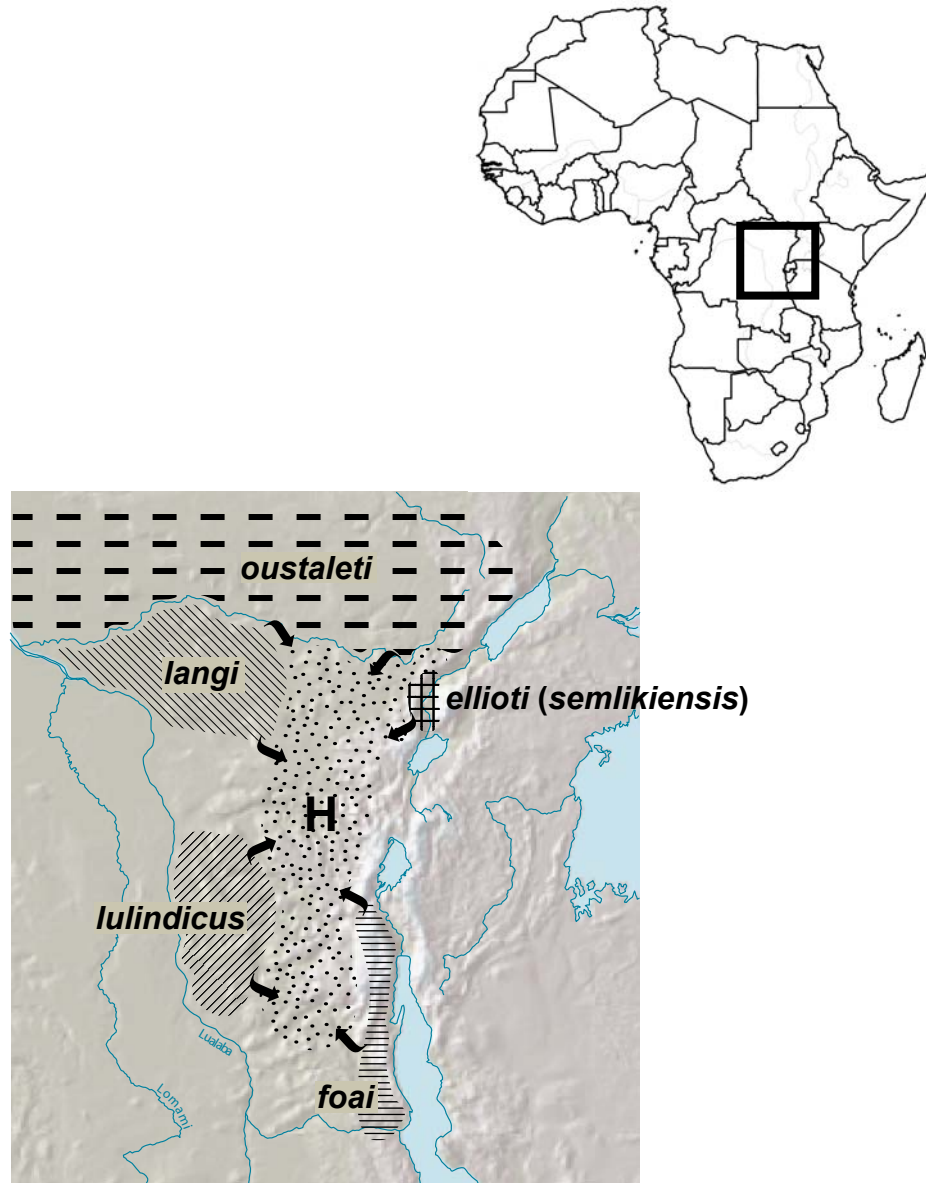 oustaleti
langi
ellioti (semlikiensis)
H
lulindicus
Lualaba
foai
Lomami